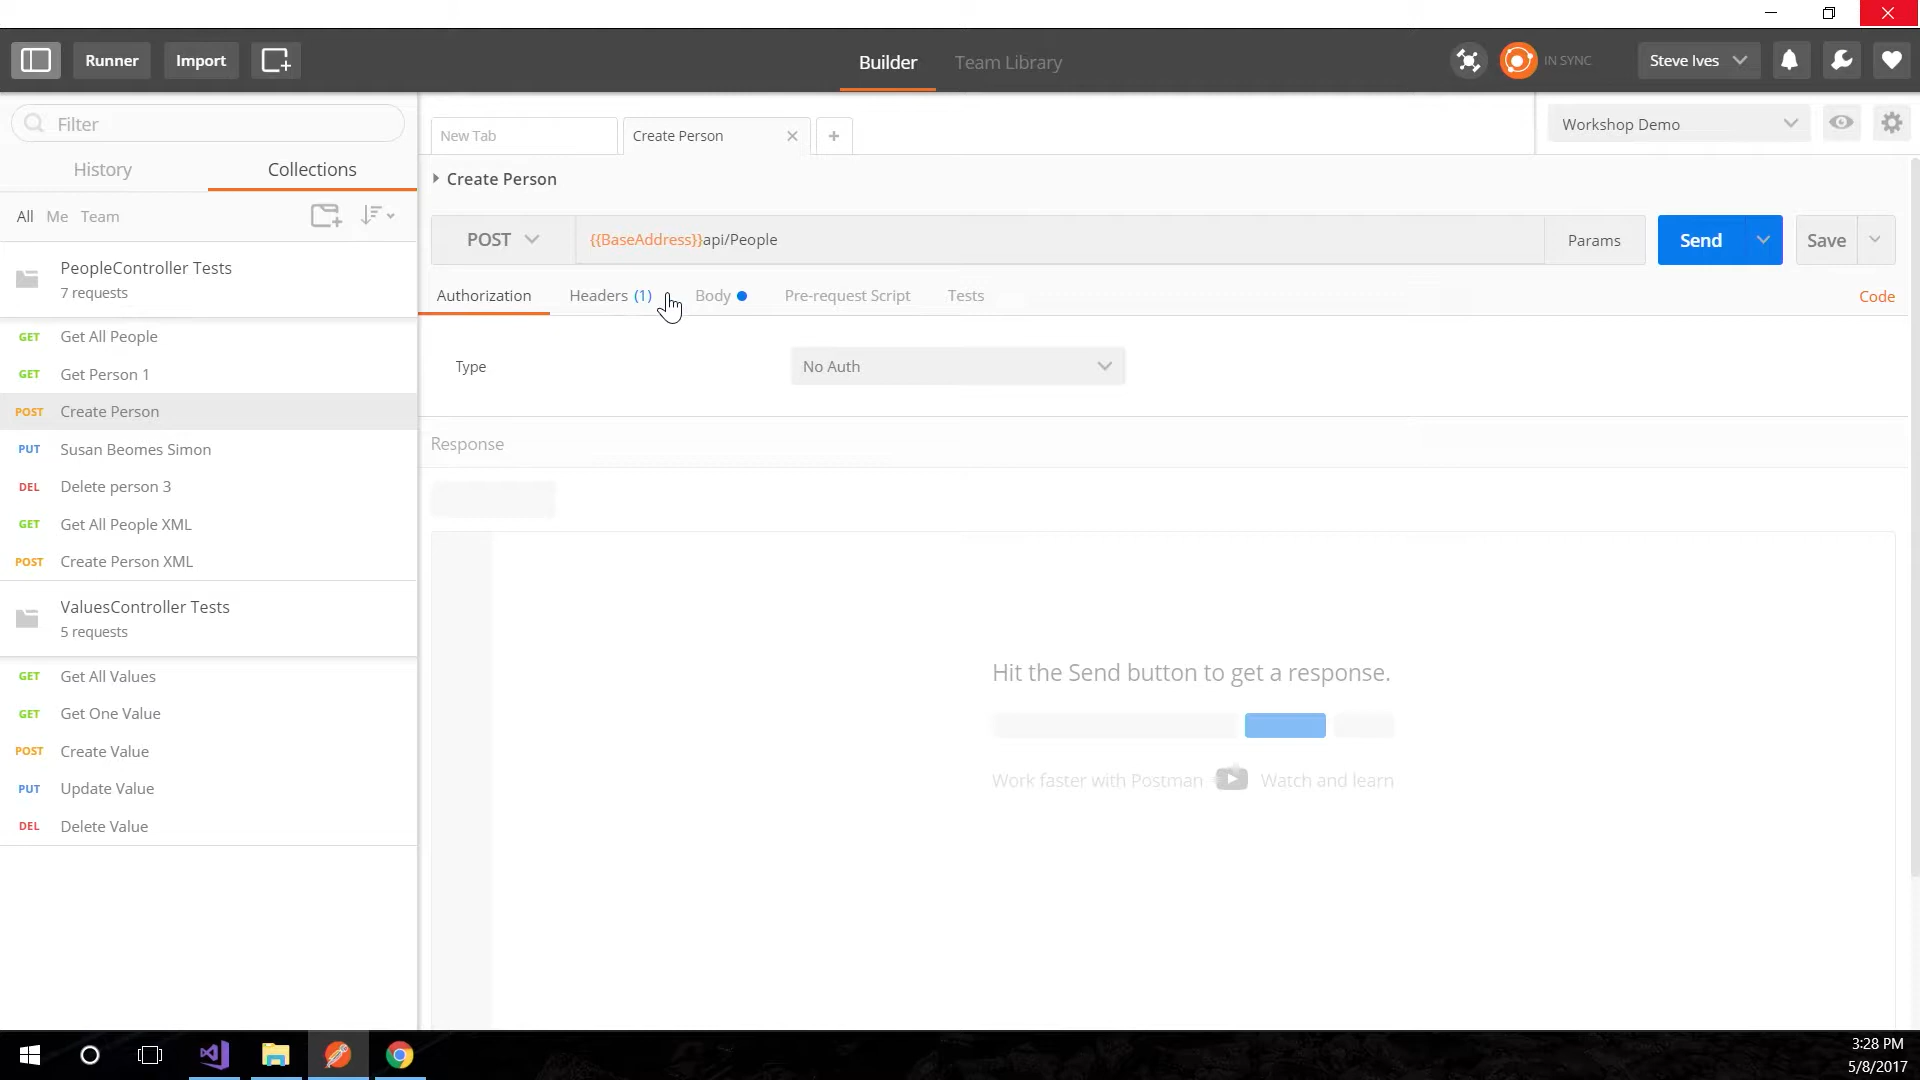 Runner
Import
Builder
Team Library
IN SYNC
Steve Ives
Filter
History
Collections
All Me Team
PeopleController Tests
7 requests
GET Get All People
GET Get Person 1
POST Create Person
PUT Susan Beomes Simon
DEL Delete person 3
GET Get All People XML
POST Create Person XML
ValuesController Tests
5 requests
GET Get All Values
GET Get One Value
POST Create Value
PUT Update Value
DEL Delete Value
New Tab
Create Person
Workshop Demo
Create Person
POST
{{BaseAddress}}api/People
Params
Send
Save
Authorization
Headers (1)
Body
Pre-request Script
Tests
Code
Type
No Auth
Response
Hit the Send button to get a response.
Work faster with Postman
Watch and learn
3:28 PM
5/8/2017